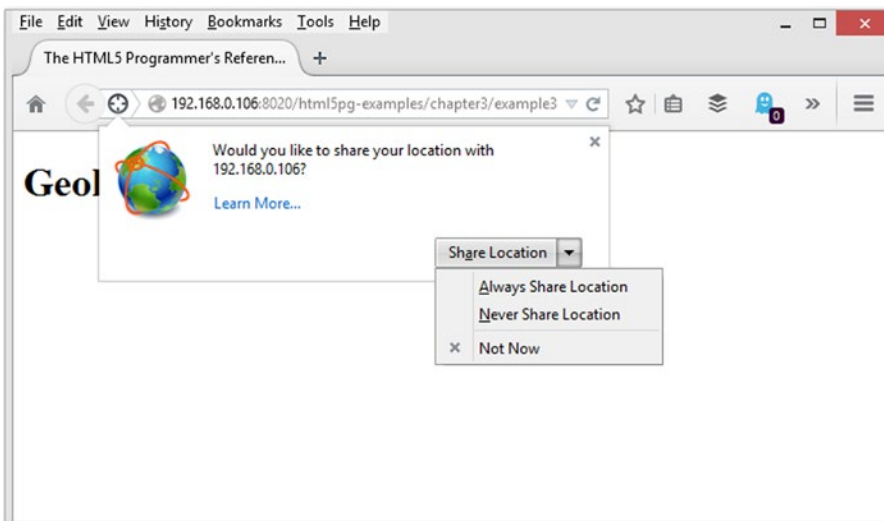 File Edit View History Bookmarks Tools Help
The HTML5 Programmer's Referen... +
192.168.0.106:8020/html5pg-examples/chapter3/example3
0
»
Would you like to share your location with
192.168.0.106?
Learn More...
Geol
Share Location
Always Share Location
Never Share Location
Not Now